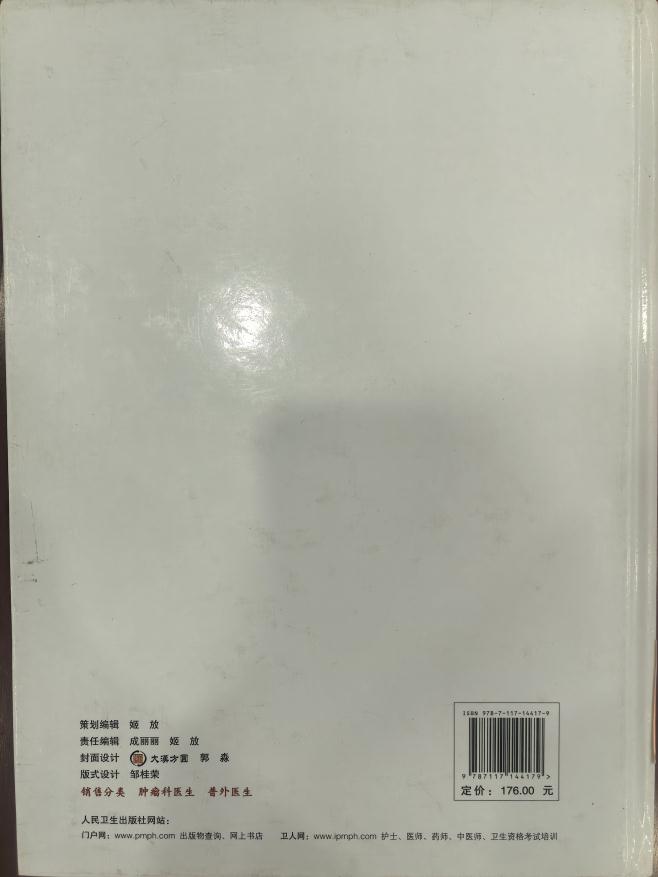 策划编辑 姬 放
责任编辑 成丽丽 姬 放
封面设计 大漠方圆 郭 淼
版式设计 邹桂荣
销售分类 肿瘤科医生 普外医生
人民卫生出版社网站：
门户网：www.pmph.com 出版物查询、网上书店 卫人网：www.ipmph.com 护士、医师、药师、中医师、卫生资格考试培训
ISBN 978-7-117-14417-9
9 787117 144179 >
定价：176.00 元